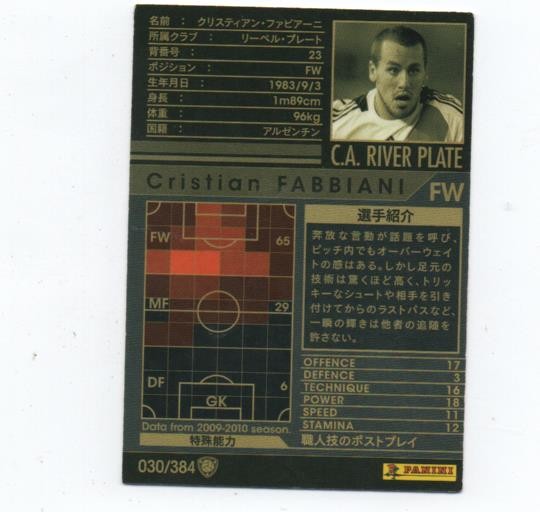 名前 : クリスティアン・ファビアーニ
所属クラブ : リーベル・プレート
背番号 : 23
ポジション : FW
生年月日 : 1983/9/3
身長 : 1m89cm
体重 : 96kg
国籍 : アルゼンチン
C.A. RIVER PLATE
Cristian FABBIANI
FW
FW 65
MF 29
DF 6
GK
Data from 2009-2010 season.
選手紹介
奔放な言動が話題を呼び、
ピッチ内でもオーバーウェイ
トの感はある。しかし足元の
技術は驚くほど高く、トリッ
キーなシュートや相手を引き
付けてからのラストパスなど、
一瞬の輝きは他者の追随を
許さない。
OFFENCE 17
DEFENCE 3
TECHNIQUE 16
POWER 18
SPEED 11
STAMINA 12
特殊能力
職人技のポストプレイ
030/384
PANINI